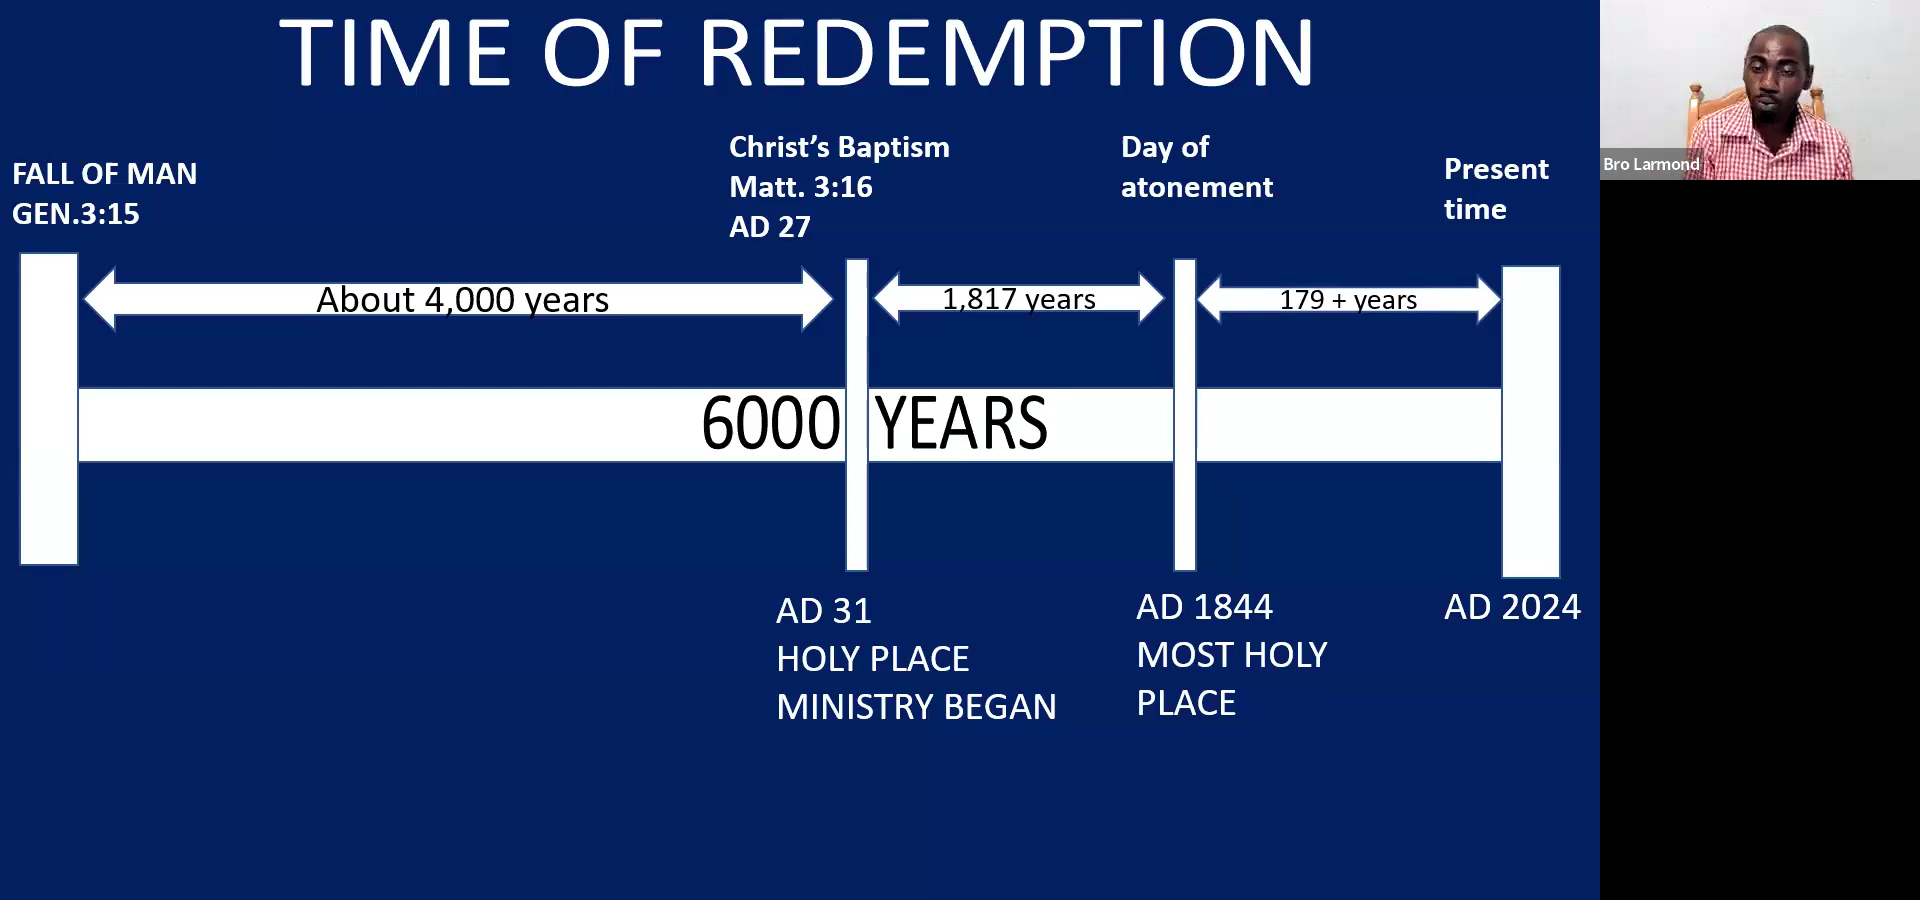 TIME OF REDEMPTION
FALL OF MAN
GEN.3:15
Christ’s Baptism
Matt. 3:16
AD 27
Day of
atonement
Present
time
Bro Larmond
About 4,000 years
1,817 years
179 + years
6000 YEARS
AD 31
HOLY PLACE
MINISTRY BEGAN
AD 1844
MOST HOLY
PLACE
AD 2024